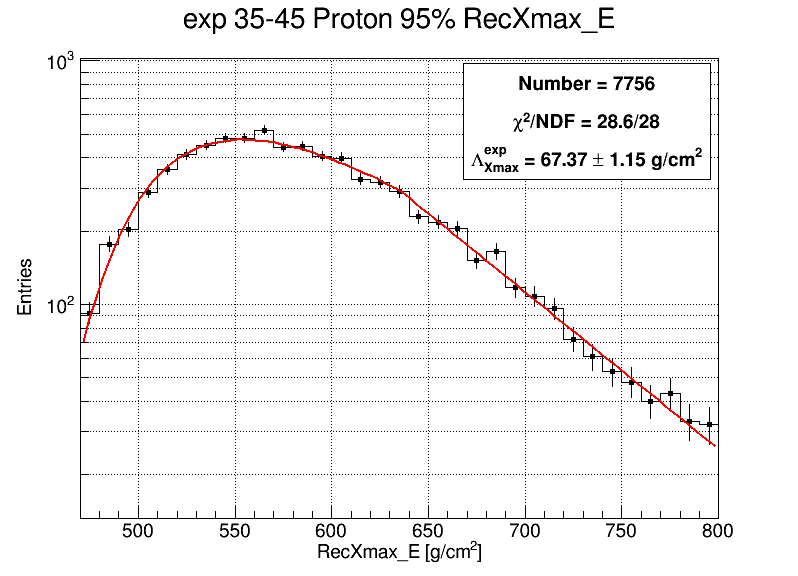 exp 35-45 Proton 95% RecXmax_E
Number = 7756
χ²/NDF = 28.6/28
Λ^exp_Xmax = 67.37 ± 1.15 g/cm²
10³
10²
Entries
500 550 600 650 700 750 800
RecXmax_E [g/cm²]